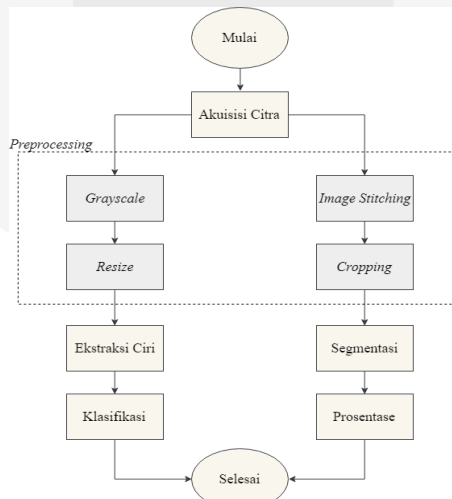 Mulai
Akuisisi Citra
Preprocessing
Grayscale
Image Stitching
Resize
Cropping
Ekstraksi Ciri
Segmentasi
Klasifikasi
Prosentase
Selesai